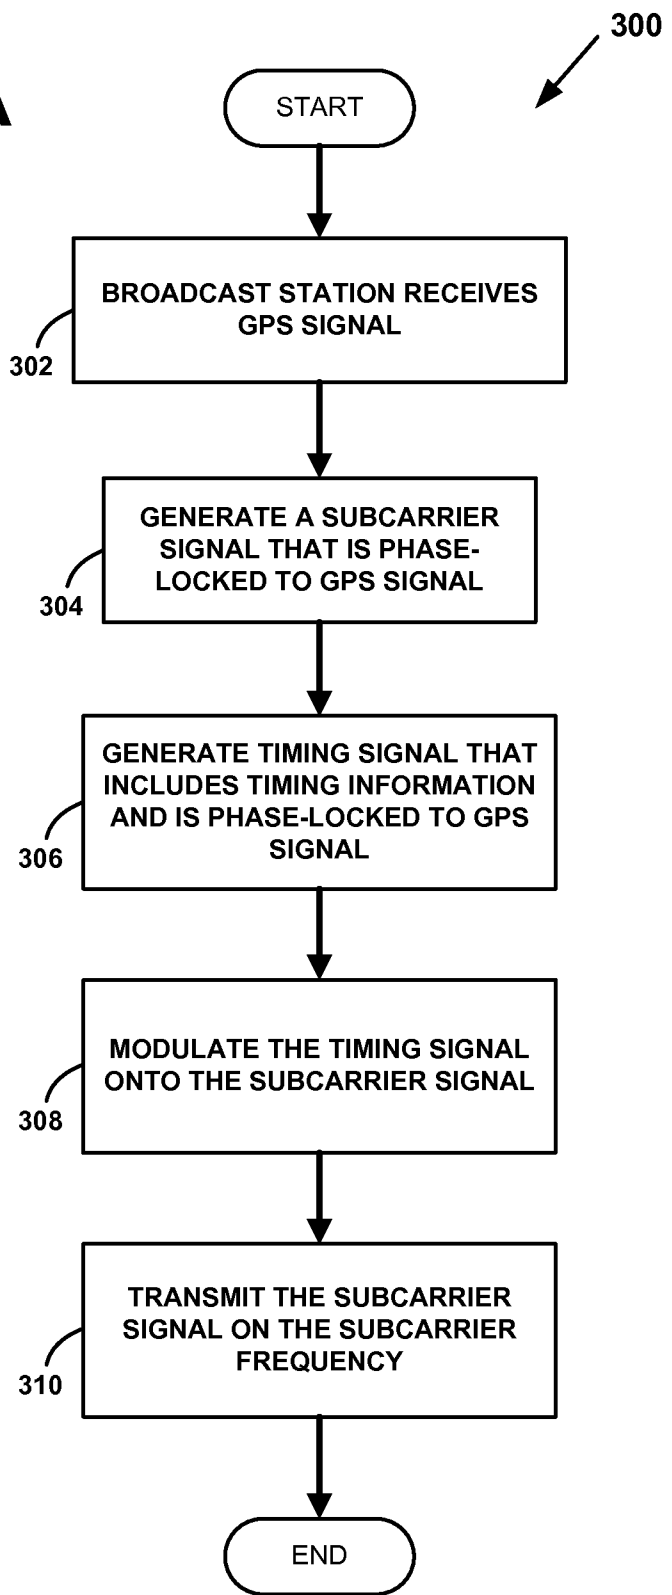 300
START
BROADCAST STATION RECEIVES
GPS SIGNAL
302
GENERATE A SUBCARRIER
SIGNAL THAT IS PHASE-
LOCKED TO GPS SIGNAL
304
GENERATE TIMING SIGNAL THAT
INCLUDES TIMING INFORMATION
AND IS PHASE-LOCKED TO GPS
SIGNAL
306
MODULATE THE TIMING SIGNAL
ONTO THE SUBCARRIER SIGNAL
308
TRANSMIT THE SUBCARRIER
SIGNAL ON THE SUBCARRIER
FREQUENCY
310
END